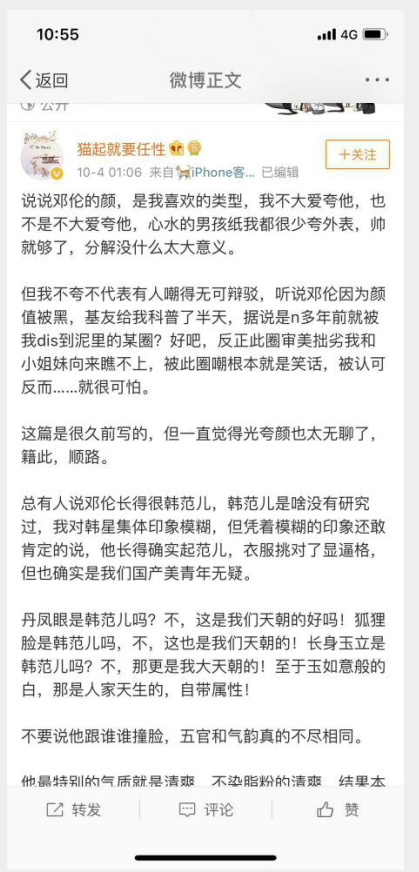 10:55
4G
返回
微博正文
公开
猫起就要任性
+关注
10-4 01:06 来自iPhone客... 已编辑
说说邓伦的颜，是我喜欢的类型，我不大爱夸他，也
不是不大爱夸他，心水的男孩纸我都很少夸外表，帅
就够了，分解没什么太大意义。
但我不夸不代表有人嘲得无可辩驳，听说邓伦因为颜
值被黑，基友给我科普了半天，据说是n多年前就被
我dis到泥里的某圈？好吧，反正此圈审美拙劣我和
小姐妹向来瞧不上，被此圈嘲根本就是笑话，被认可
反而……就很可怕。
这篇是很久前写的，但一直觉得光夸颜也太无聊了，
籍此，顺路。
总有人说邓伦长得很韩范儿，韩范儿是啥没有研究
过，我对韩星集体印象模糊，但凭着模糊的印象还敢
肯定的说，他长得确实起范儿，衣服挑对了显逼格，
但也确实是我们国产美青年无疑。
丹凤眼是韩范儿吗？不，这是我们天朝的好吗！狐狸
脸是韩范儿吗，不，这也是我们天朝的！长身玉立是
韩范儿吗？不，那更是我大天朝的！至于玉如意般的
白，那是人家天生的，自带属性！
不要说他跟谁谁撞脸，五官和气韵真的不尽相同。
他最特别的气质就是清爽，不染脂粉的清爽，结果本
转发
评论
赞